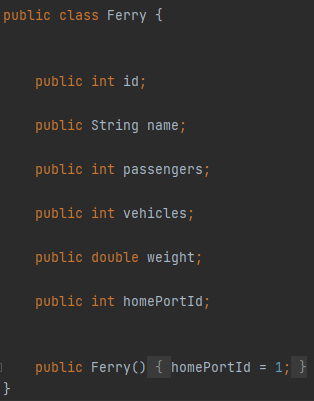 public class Ferry {
public int id;
public String name;
public int passengers;
public int vehicles;
public double weight;
public int homePortId;
public Ferry() { homePortId = 1; }
}